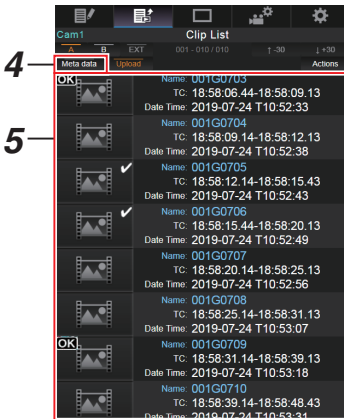 Cam1 Clip List
A B EXT 001 - 010 / 010 ↑ -30 ↓ +30
4 Meta data Upload Actions
5
OK Name: 001G0703
TC: 18:58:06.44-18:58:09.13
Date Time: 2019-07-24 T10:52:33
Name: 001G0704
TC: 18:58:09.14-18:58:12.13
Date Time: 2019-07-24 T10:52:38
Name: 001G0705
TC: 18:58:12.14-18:58:15.43
Date Time: 2019-07-24 T10:52:43
Name: 001G0706
TC: 18:58:15.44-18:58:20.13
Date Time: 2019-07-24 T10:52:49
Name: 001G0707
TC: 18:58:20.14-18:58:25.13
Date Time: 2019-07-24 T10:52:56
Name: 001G0708
TC: 18:58:25.14-18:58:31.13
Date Time: 2019-07-24 T10:53:07
OK Name: 001G0709
TC: 18:58:31.14-18:58:39.13
Date Time: 2019-07-24 T10:53:18
Name: 001G0710
TC: 18:58:39.14-18:58:48.43
Date Time: 2019-07-24 T10:53:31